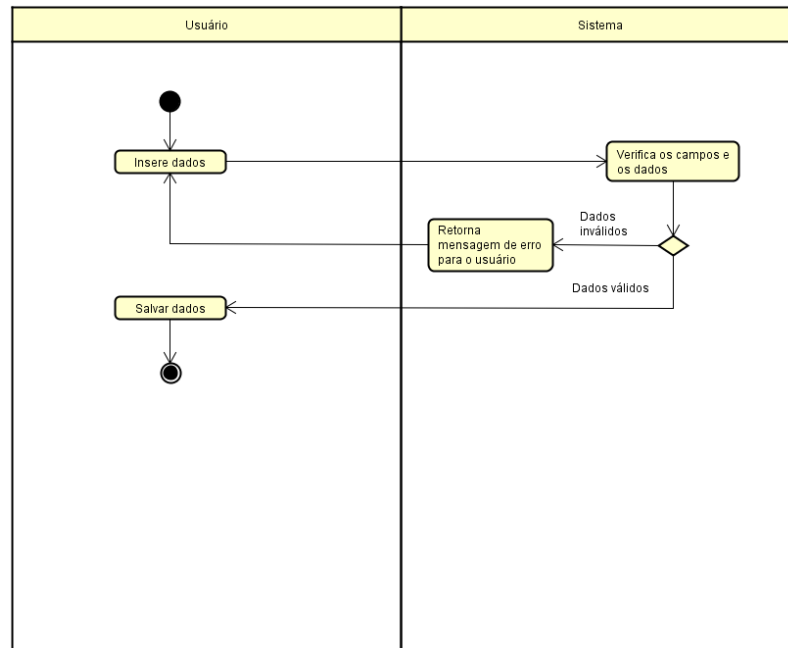 Usuário
Sistema
Insere dados
Verifica os campos e
os dados
Dados
inválidos
Retorna
mensagem de erro
para o usuário
Dados válidos
Salvar dados